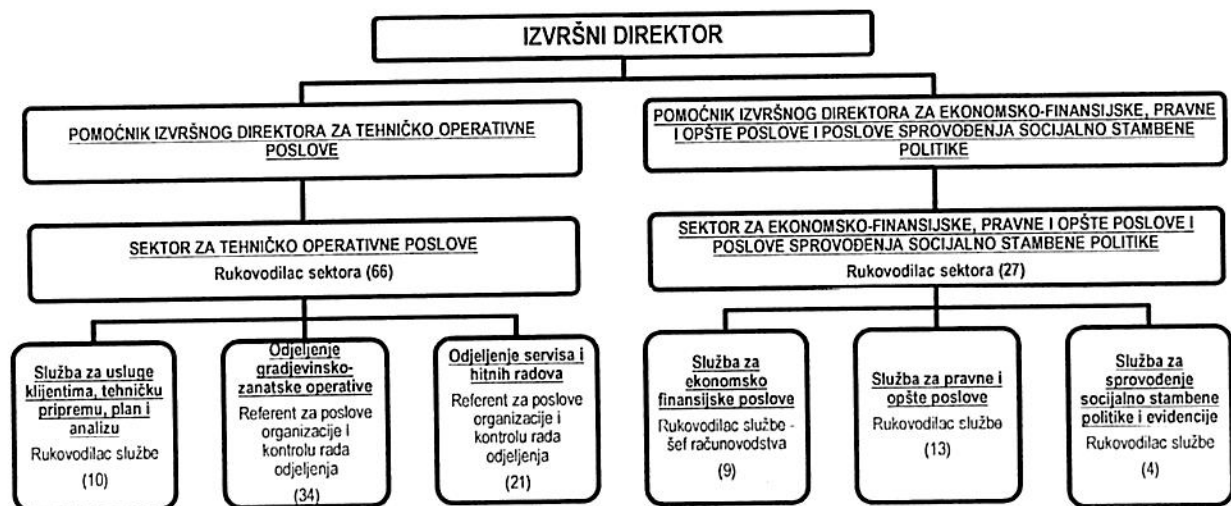 IZVRŠNI DIREKTOR
POMOĆNIK IZVRŠNOG DIREKTORA ZA TEHNIČKO OPERATIVNE
POSLOVE
POMOĆNIK IZVRŠNOG DIREKTORA ZA EKONOMSKO-FINANSIJSKE, PRAVNE
I OPŠTE POSLOVE I POSLOVE SPROVOĐENJA SOCIJALNO STAMBENE
POLITIKE
SEKTOR ZA TEHNIČKO OPERATIVNE POSLOVE
Rukovodilac sektora (66)
SEKTOR ZA EKONOMSKO-FINANSIJSKE, PRAVNE I OPŠTE POSLOVE I
POSLOVE SPROVOĐENJA SOCIJALNO STAMBENE POLITIKE
Rukovodilac sektora (27)
Služba za usluge
klijentima, tehničku
pripremu, plan i
analizu
Rukovodilac službe
(10)
Odjeljenje
gradjevinsko-
zanatske operative
Referent za poslove
organizacije i
kontrolu rada
odjeljenja
(34)
Odjeljenje servisa i
hitnih radova
Referent za poslove
organizacije i
kontrolu rada
odjeljenja
(21)
Služba za
ekonomsko
finansijske poslove
Rukovodilac službe -
šef računovodstva
(9)
Služba za pravne i
opšte poslove
Rukovodilac službe
(13)
Služba za
sprovođenje
socijalno stambene
politike i evidencije
Rukovodilac službe
(4)